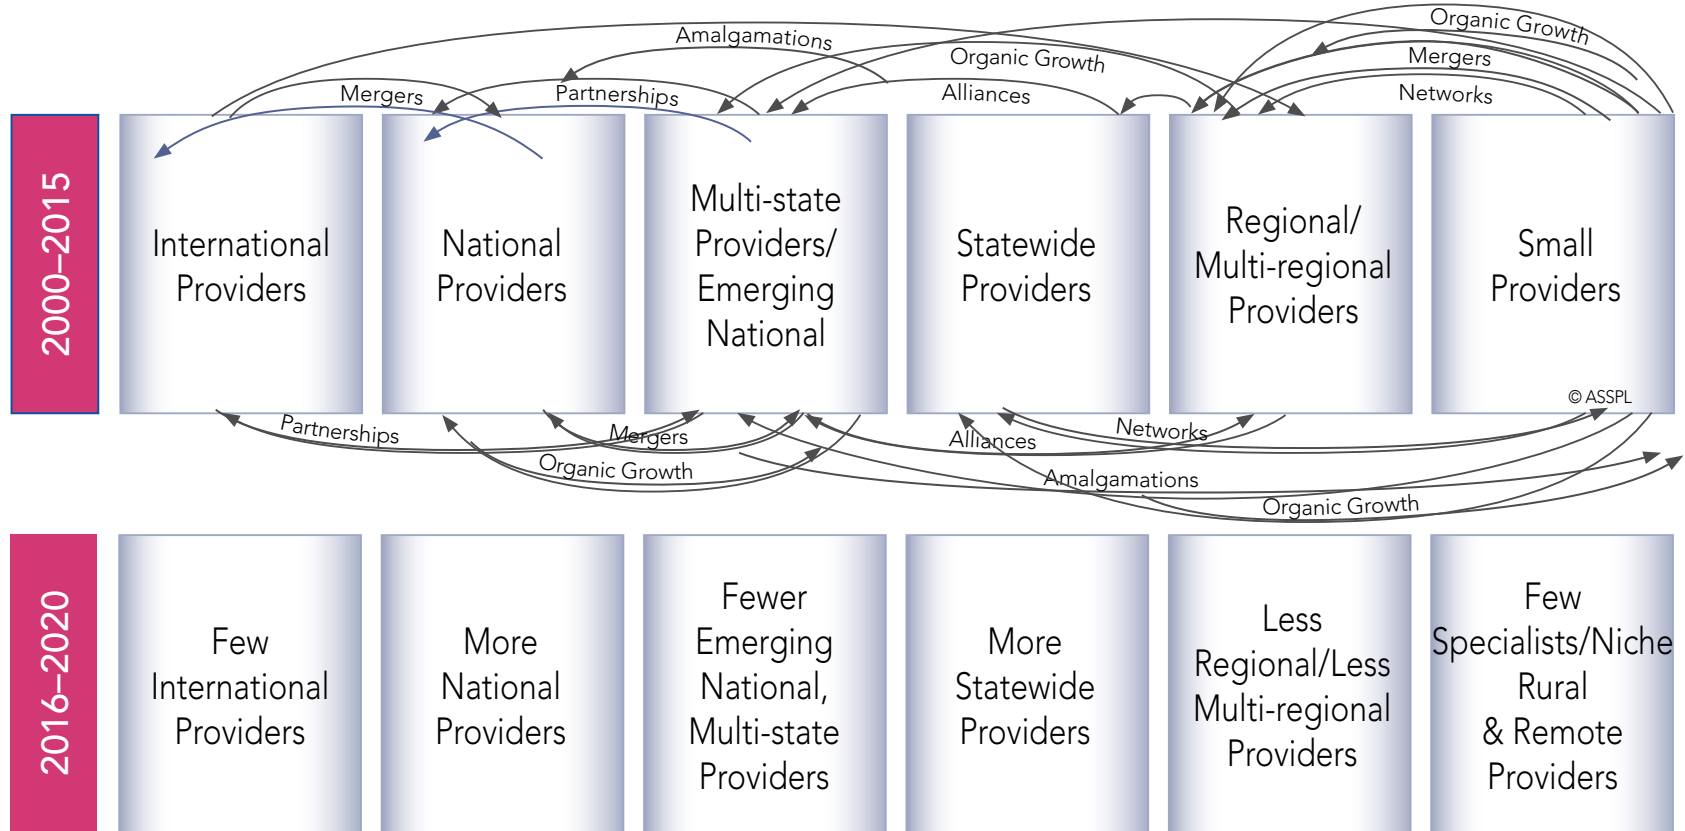 Organic Growth
Amalgamations
Organic Growth
Mergers
Mergers
Partnerships
Alliances
Networks
2000–2015
International
Providers
National
Providers
Multi-state
Providers/
Emerging
National
Statewide
Providers
Regional/
Multi-regional
Providers
Small
Providers
© ASSPL
Partnerships
Mergers
Organic Growth
Alliances
Networks
Amalgamations
Organic Growth
2016–2020
Few
International
Providers
More
National
Providers
Fewer
Emerging
National,
Multi-state
Providers
More
Statewide
Providers
Less
Regional/Less
Multi-regional
Providers
Few
Specialists/Niche
Rural
& Remote
Providers